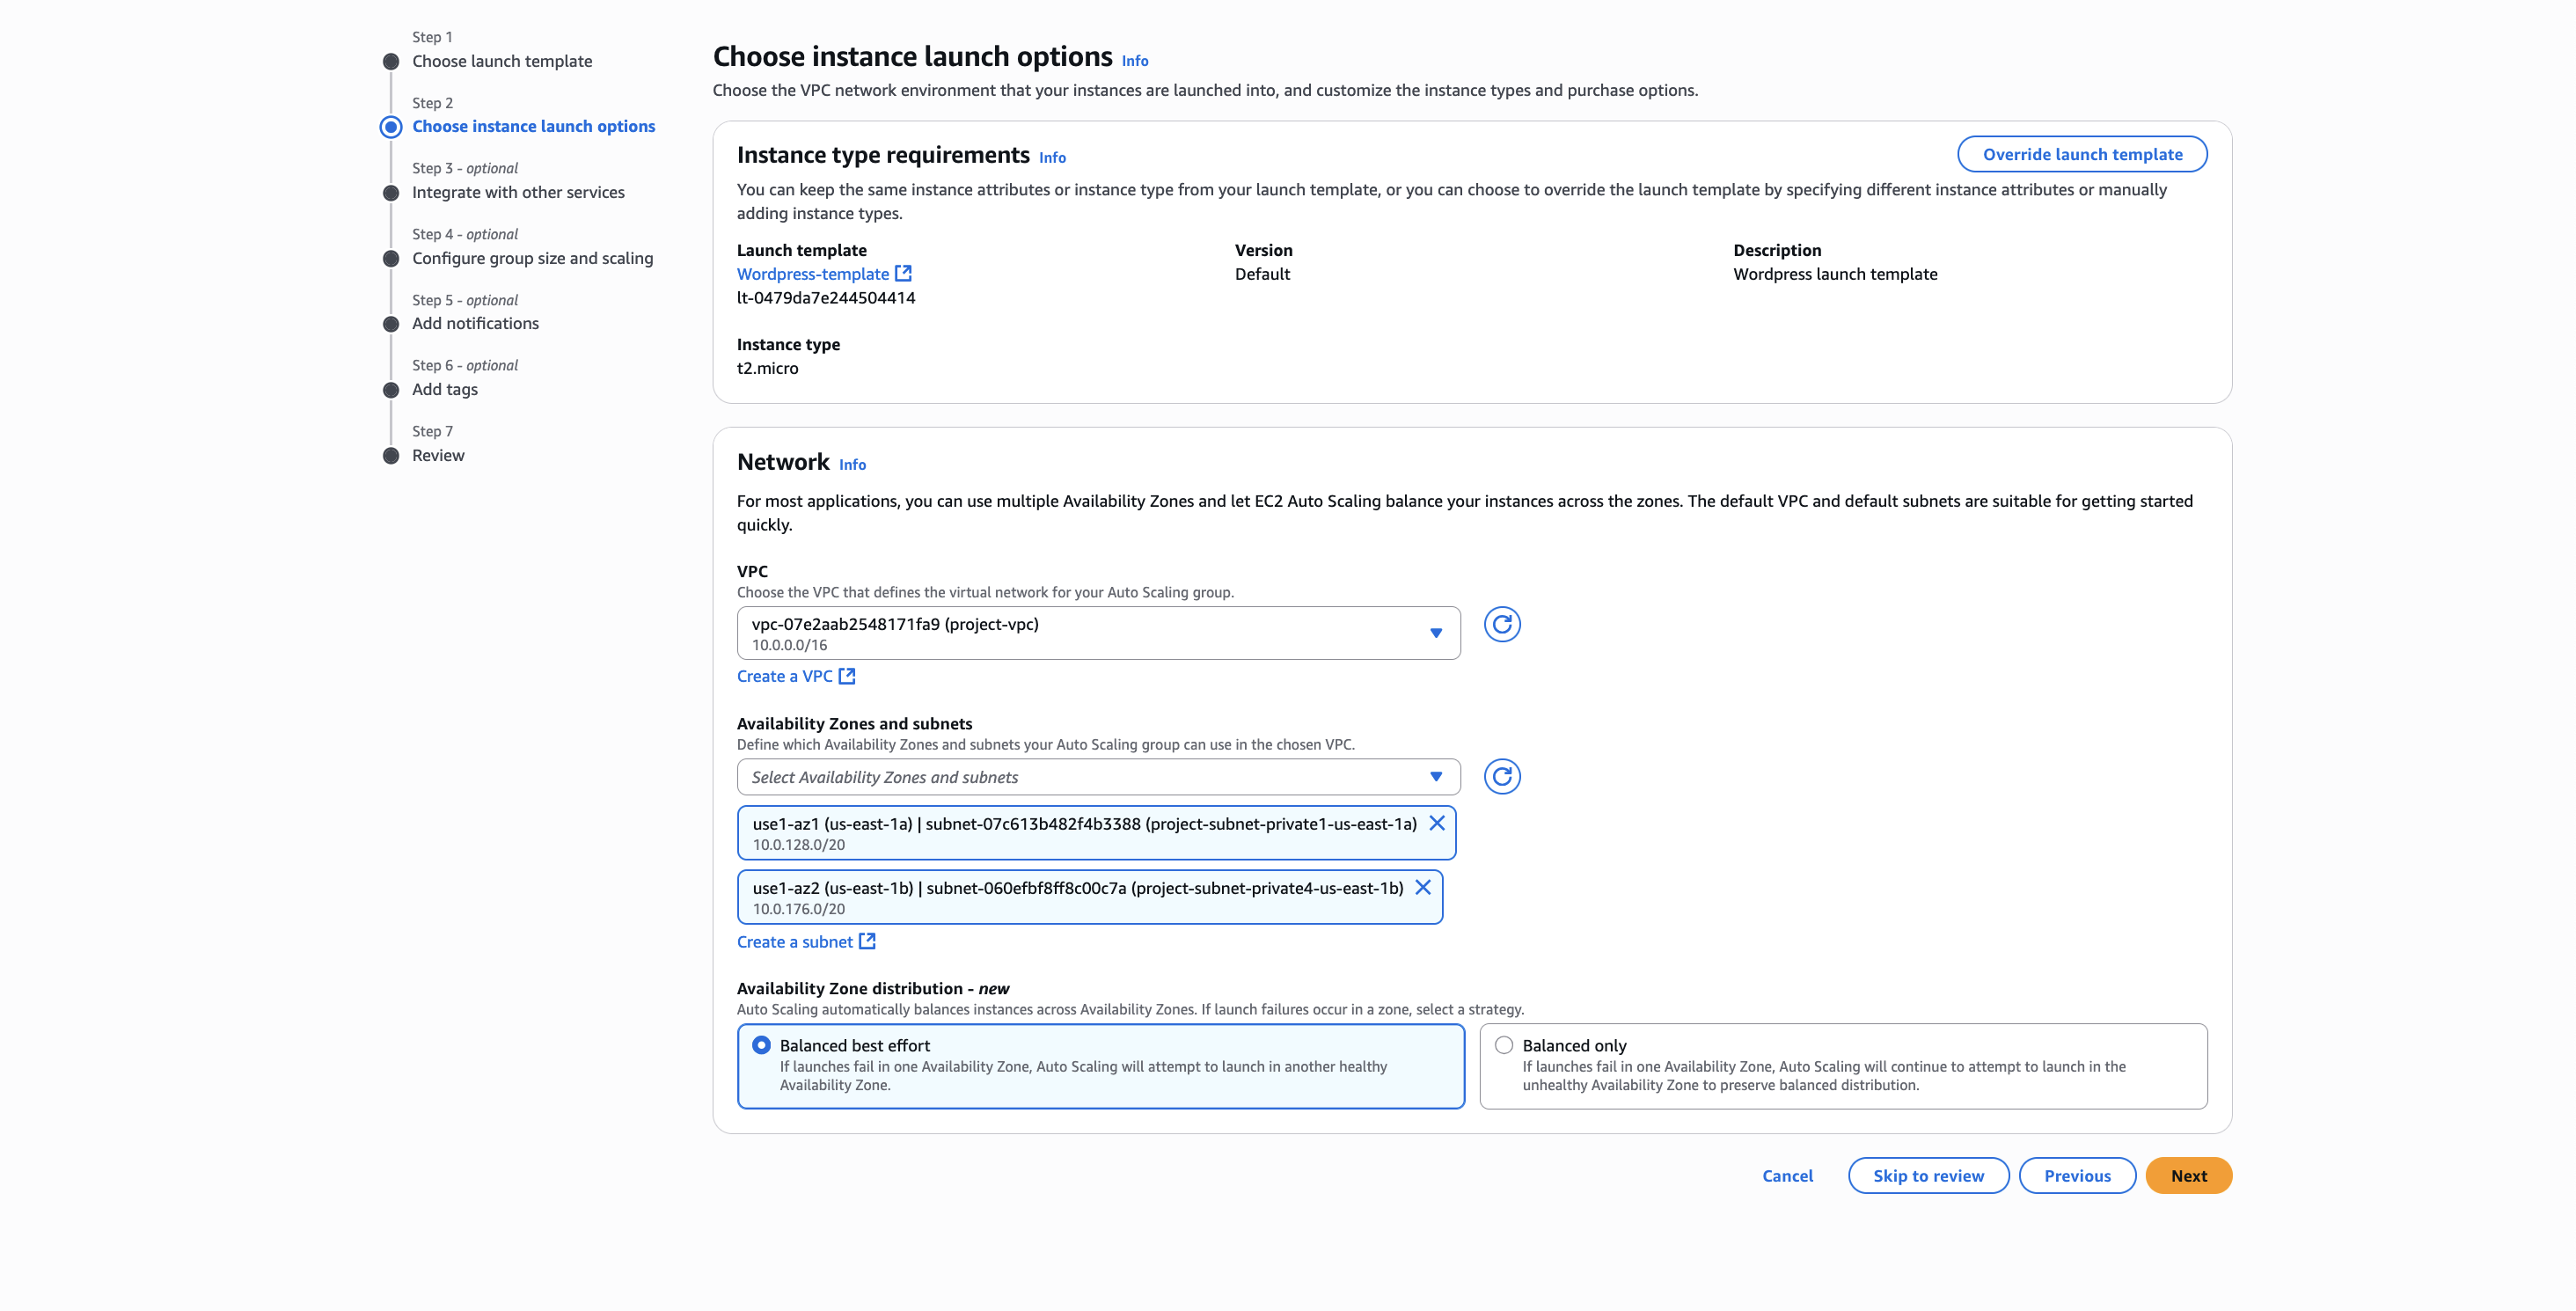 Step 1
Choose launch template
Step 2
Choose instance launch options
Step 3 - optional
Integrate with other services
Step 4 - optional
Configure group size and scaling
Step 5 - optional
Add notifications
Step 6 - optional
Add tags
Step 7
Review
Choose instance launch options Info
Choose the VPC network environment that your instances are launched into, and customize the instance types and purchase options.
Instance type requirements Info
Override launch template
You can keep the same instance attributes or instance type from your launch template, or you can choose to override the launch template by specifying different instance attributes or manually
adding instance types.
Launch template
Wordpress-template
lt-0479da7e244504414
Version
Default
Description
Wordpress launch template
Instance type
t2.micro
Network Info
For most applications, you can use multiple Availability Zones and let EC2 Auto Scaling balance your instances across the zones. The default VPC and default subnets are suitable for getting started
quickly.
VPC
Choose the VPC that defines the virtual network for your Auto Scaling group.
vpc-07e2aab2548171fa9 (project-vpc)
10.0.0.0/16
Create a VPC
Availability Zones and subnets
Define which Availability Zones and subnets your Auto Scaling group can use in the chosen VPC.
Select Availability Zones and subnets
use1-az1 (us-east-1a) | subnet-07c613b482f4b3388 (project-subnet-private1-us-east-1a)
10.0.128.0/20
use1-az2 (us-east-1b) | subnet-060efbf8ff8c00c7a (project-subnet-private4-us-east-1b)
10.0.176.0/20
Create a subnet
Availability Zone distribution - new
Auto Scaling automatically balances instances across Availability Zones. If launch failures occur in a zone, select a strategy.
Balanced best effort
If launches fail in one Availability Zone, Auto Scaling will attempt to launch in another healthy
Availability Zone.
Balanced only
If launches fail in one Availability Zone, Auto Scaling will continue to attempt to launch in the
unhealthy Availability Zone to preserve balanced distribution.
Cancel
Skip to review
Previous
Next